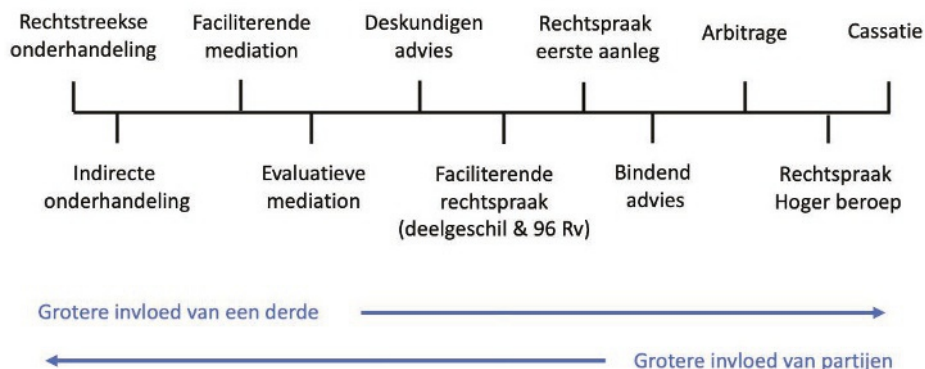 Rechtstreekse
onderhandeling
Faciliterende
mediation
Deskundigen
advies
Rechtspraak
eerste aanleg
Arbitrage
Cassatie
Indirecte
onderhandeling
Evaluatieve
mediation
Faciliterende
rechtspraak
(deelgeschil & 96 Rv)
Bindend
advies
Rechtspraak
Hoger beroep
Grotere invloed van een derde
Grotere invloed van partijen